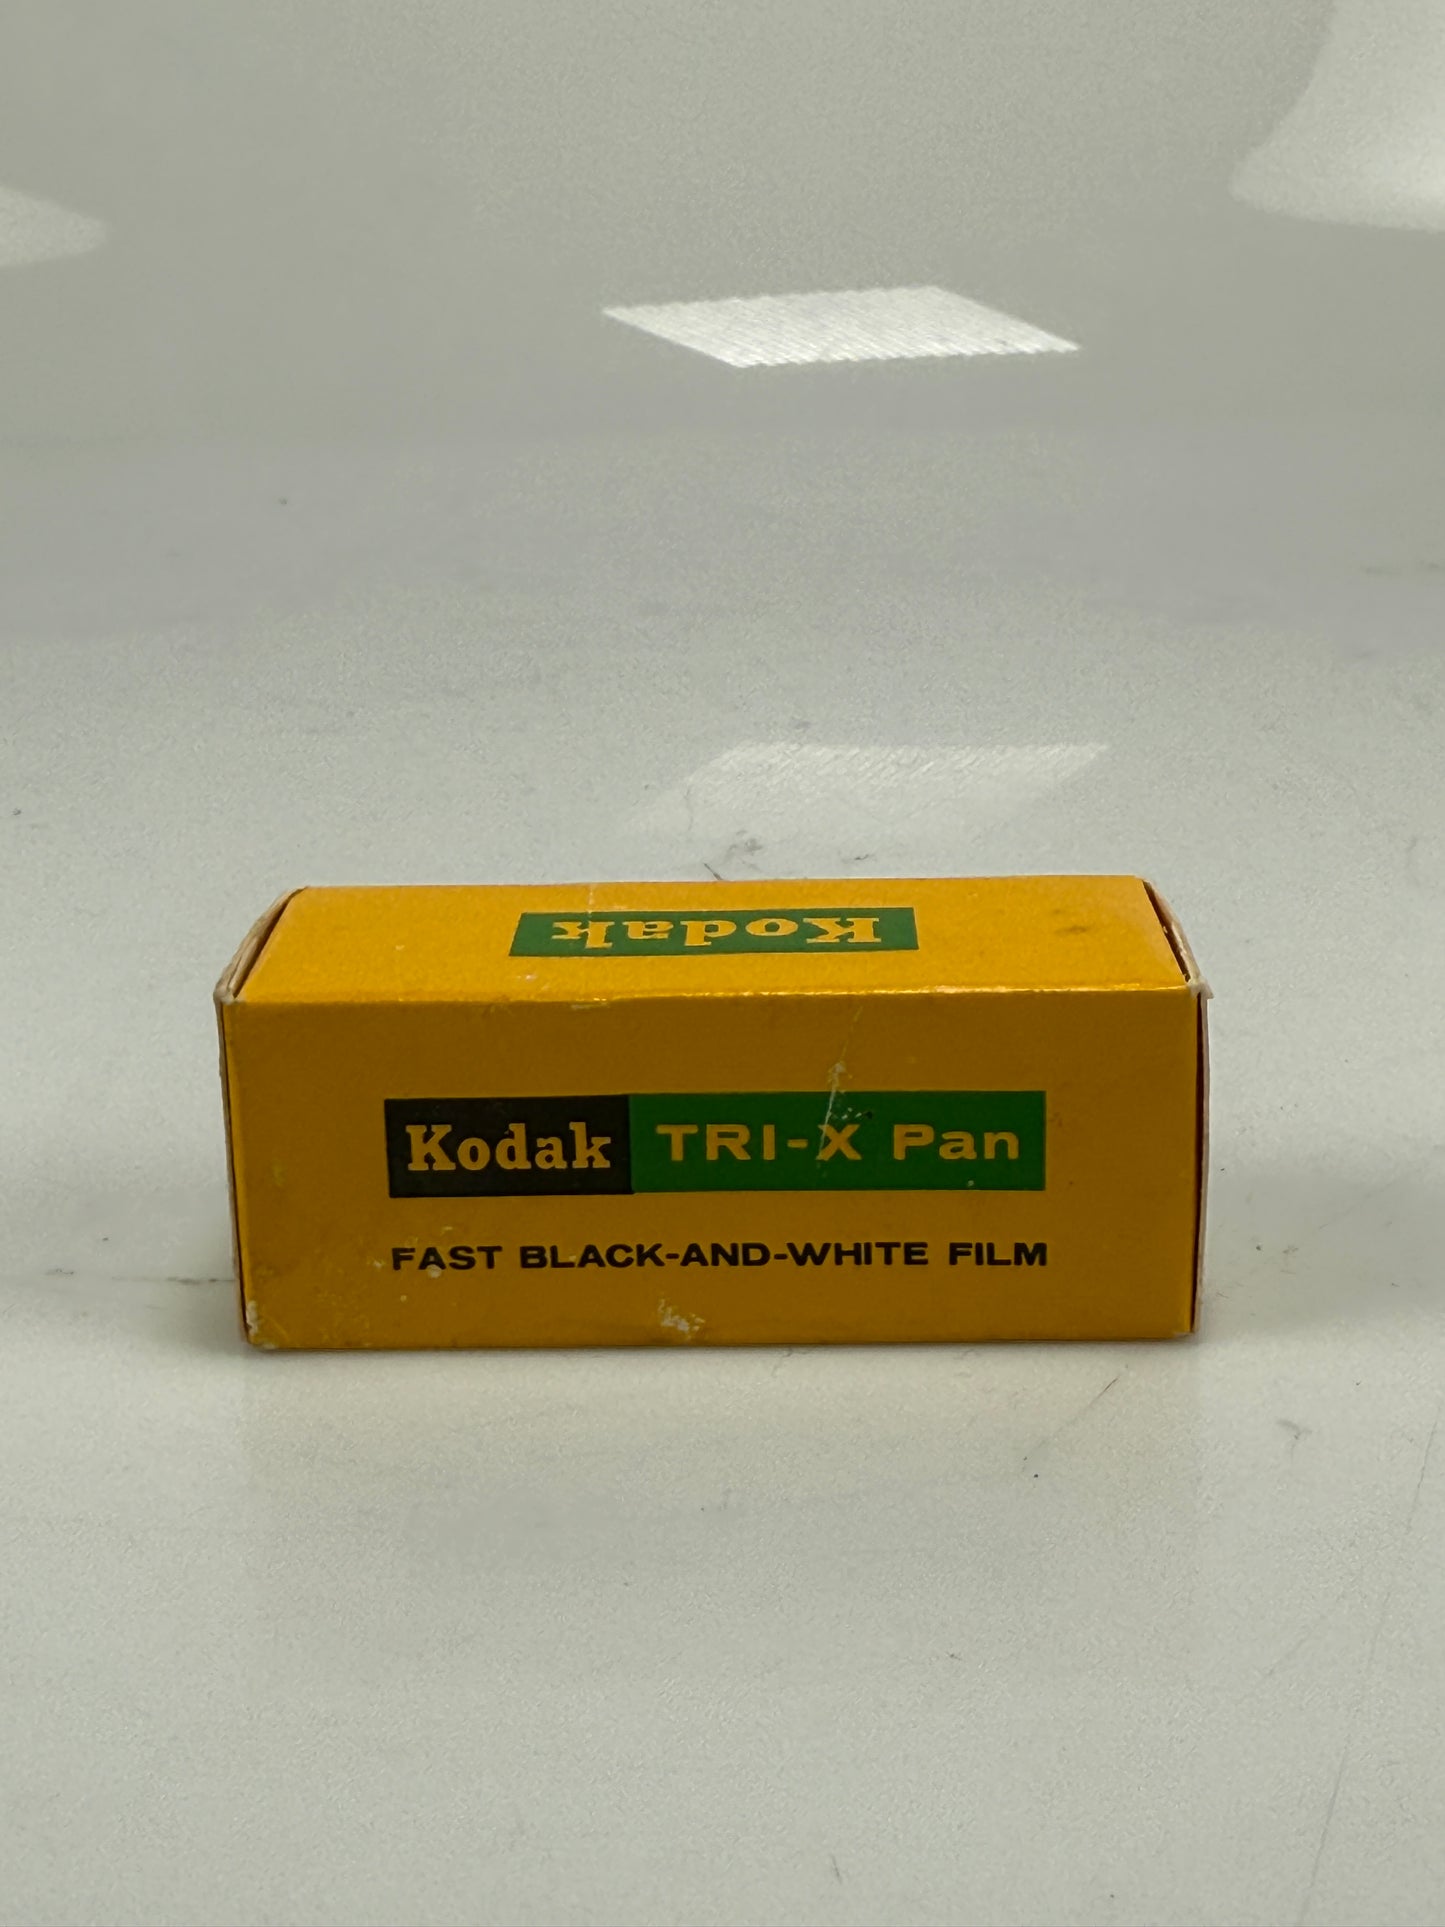 Kodak
Kodak TRI-X Pan
FAST BLACK-AND-WHITE FILM